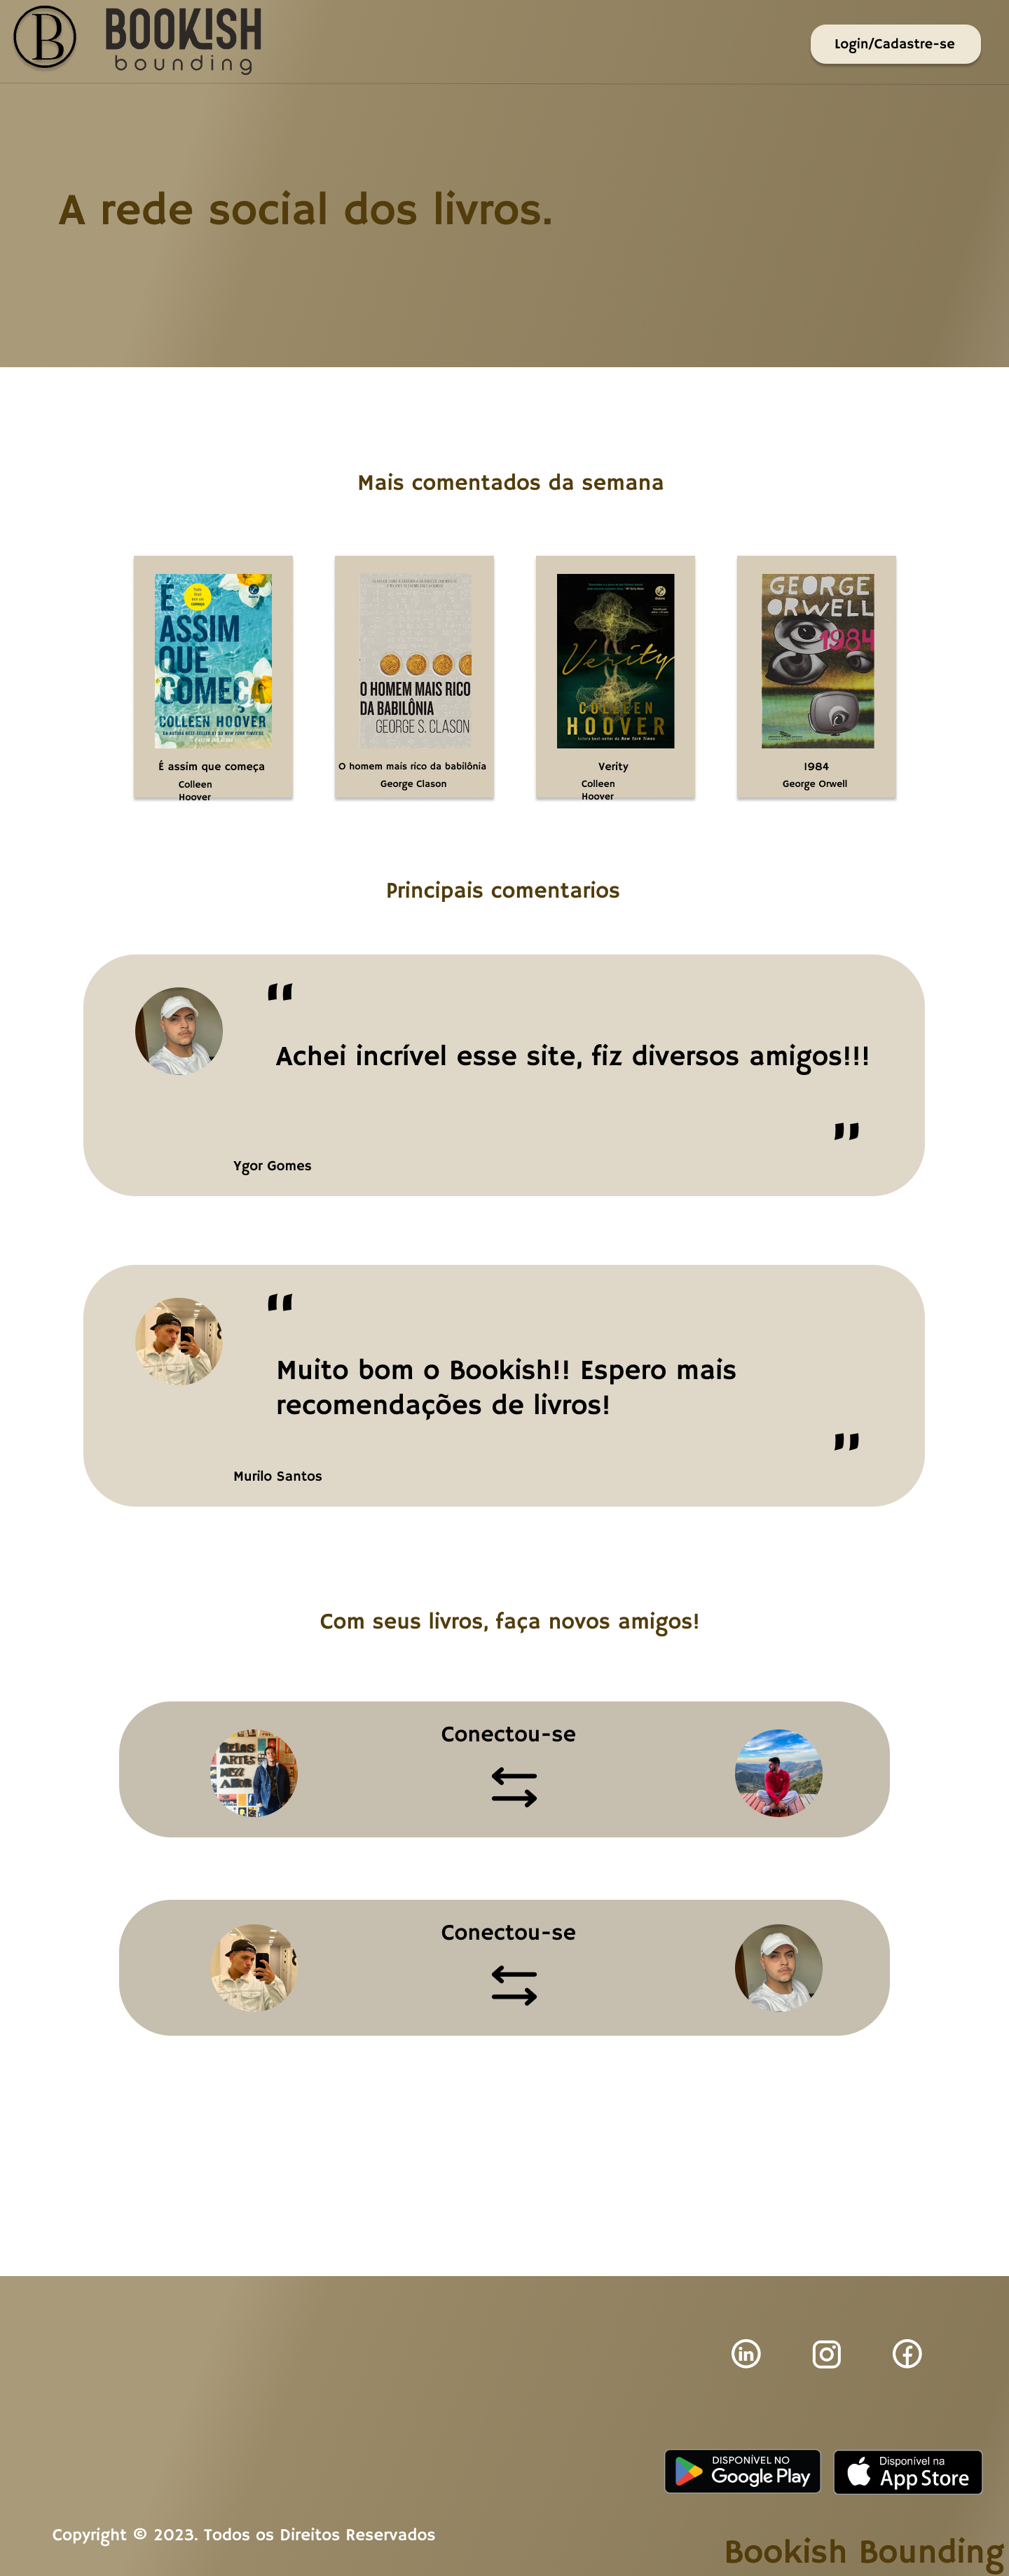 B
BOOKISH
bounding
Login/Cadastre-se
A rede social dos livros.
Mais comentados da semana
É
ASSIM
QUE
COMEÇA
COLLEEN HOOVER
É assim que começa
Colleen
Hoover
O HOMEM MAIS RICO
DA BABILÔNIA
GEORGE S. CLASON
O homem mais rico da babilônia
George Clason
Verity
COLLEEN
HOOVER
Verity
Colleen
Hoover
GEORGE
ORWELL
1984
1984
George Orwell
Principais comentarios
"
Achei incrível esse site, fiz diversos amigos!!!
"
Ygor Gomes
"
Muito bom o Bookish!! Espero mais
recomendações de livros!
"
Murilo Santos
Com seus livros, faça novos amigos!
BELAS
ARTES
MEU
AMOR
Conectou-se
Conectou-se
in
f
DISPONÍVEL NO
Google Play
Disponível na
App Store
Copyright © 2023. Todos os Direitos Reservados
Bookish Bounding